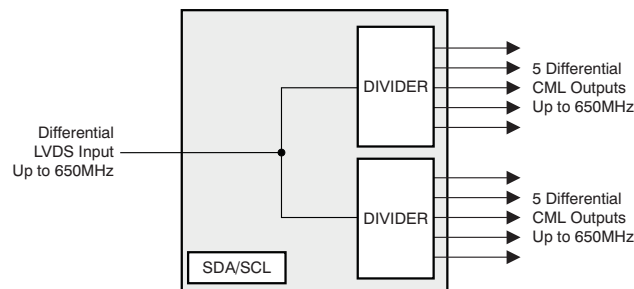 DIVIDER
5 Differential
CML Outputs
Up to 650MHz
Differential
LVDS Input
Up to 650MHz
DIVIDER
5 Differential
CML Outputs
Up to 650MHz
SDA/SCL